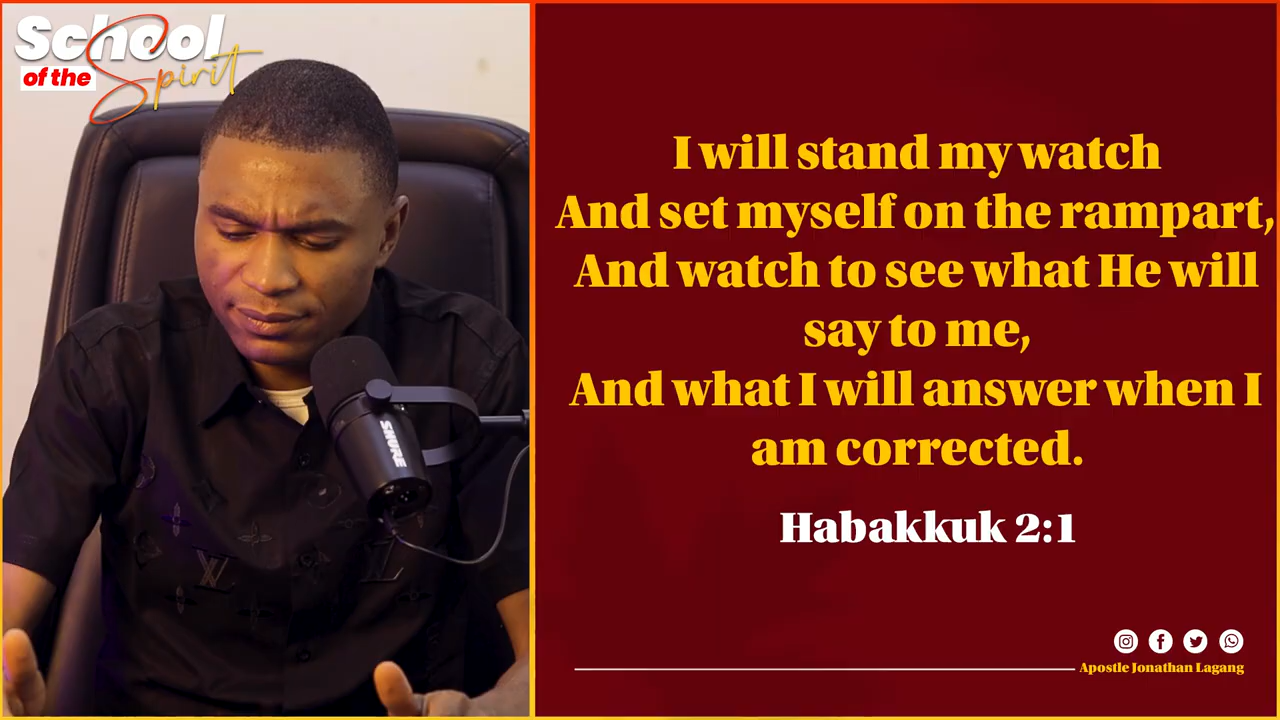 School
of the Spirit
I will stand my watch
And set myself on the rampart,
And watch to see what He will
say to me,
And what I will answer when I
am corrected.
Habakkuk 2:1
SHURE
Apostle Jonathan Lagang